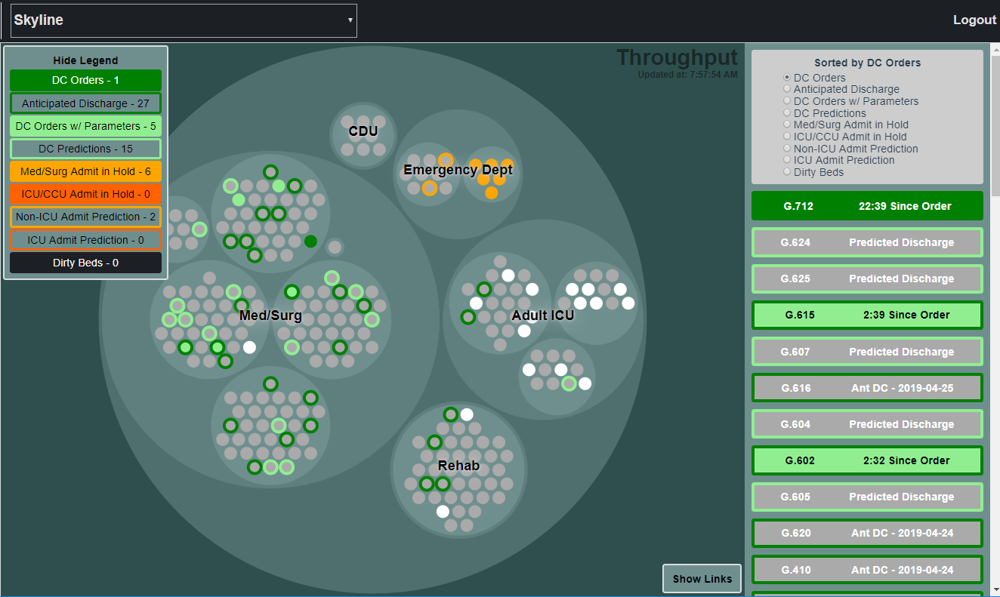 Skyline
Logout
Hide Legend
DC Orders - 1
Anticipated Discharge - 27
DC Orders w/ Parameters - 5
DC Predictions - 15
Med/Surg Admit in Hold - 6
ICU/CCU Admit in Hold - 0
Non-ICU Admit Prediction - 2
ICU Admit Prediction - 0
Dirty Beds - 0
Throughput
Updated at: 7:57:54 AM
CDU
Emergency Dept
Med/Surg
Adult ICU
Rehab
Show Links
Sorted by DC Orders
DC Orders
Anticipated Discharge
DC Orders w/ Parameters
DC Predictions
Med/Surg Admit in Hold
ICU/CCU Admit in Hold
Non-ICU Admit Prediction
ICU Admit Prediction
Dirty Beds
G.712 22:39 Since Order
G.624 Predicted Discharge
G.625 Predicted Discharge
G.615 2:39 Since Order
G.607 Predicted Discharge
G.616 Ant DC - 2019-04-25
G.604 Predicted Discharge
G.602 2:32 Since Order
G.605 Predicted Discharge
G.620 Ant DC - 2019-04-24
G.410 Ant DC - 2019-04-24